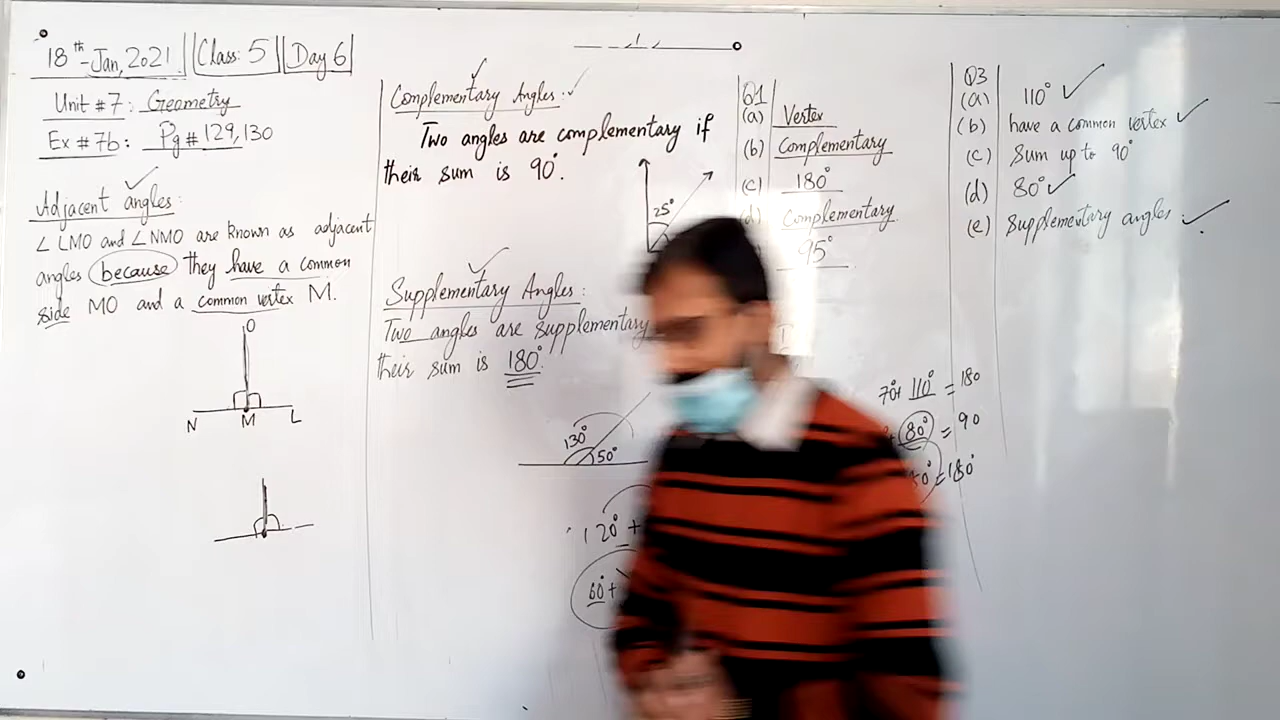 18th-Jan, 2021 Class: 5 Day 6
Unit # 7: Geometry
Ex # 7b: Pg # 129, 130
Adjacent angles:
∠ LMO and ∠NMO are known as adjacent
angles because they have a common
side MO and a common vertex M.
O
N M L
Complementary Angles:
Two angles are complementary if
their sum is 90°.
25°
Supplementary Angles:
Two angles are supplementary
their sum is 180°.
130° 50°
120° +
60° +
Q1
(a) Vertex
(b) Complementary
(c) 180°
(d) Complementary.
95°
70° + 110° = 180
80° = 90
= 180°
Q3
(a) 110°
(b) have a common vertex
(c) Sum up to 90°
(d) 80°
(e) Supplementary angles